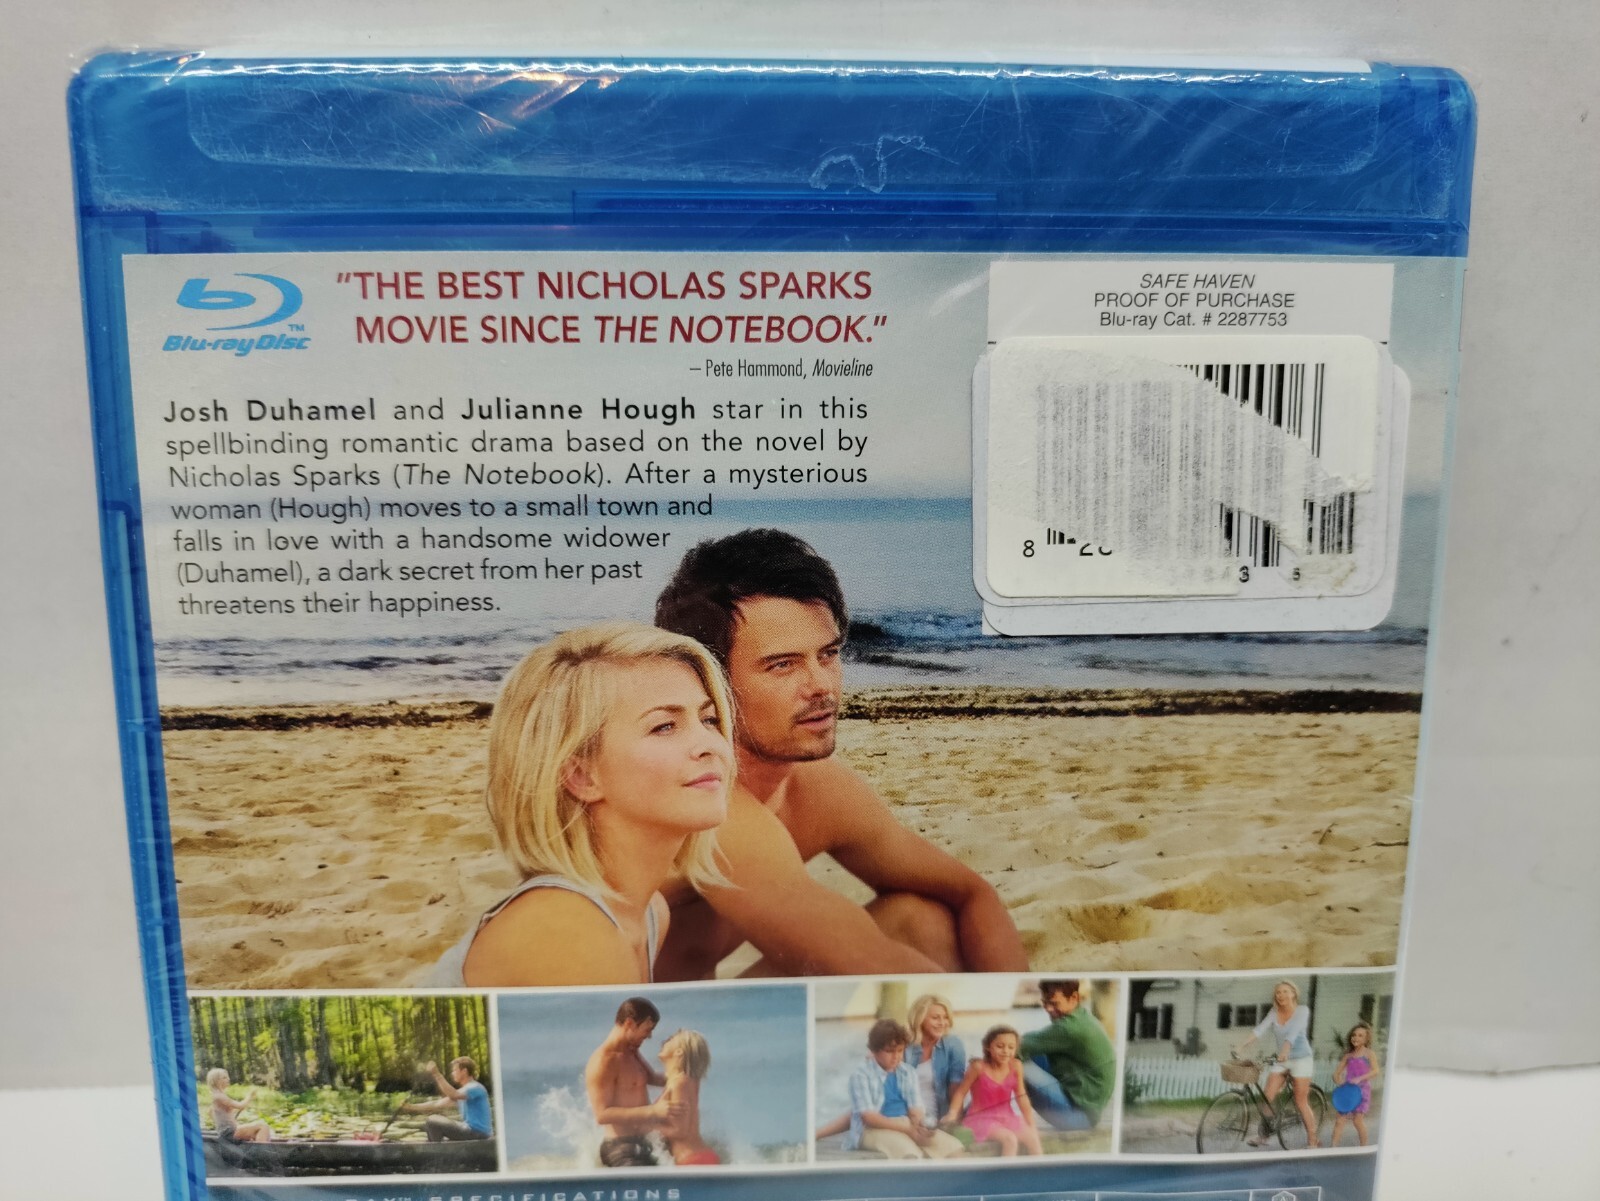 Blu-ray Disc™
"THE BEST NICHOLAS SPARKS
MOVIE SINCE THE NOTEBOOK."
– Pete Hammond, Movieline
Josh Duhamel and Julianne Hough star in this
spellbinding romantic drama based on the novel by
Nicholas Sparks (The Notebook). After a mysterious
woman (Hough) moves to a small town and
falls in love with a handsome widower
(Duhamel), a dark secret from her past
threatens their happiness.
SAFE HAVEN
PROOF OF PURCHASE
Blu-ray Cat. # 2287753
8
SPECIFICATIONS